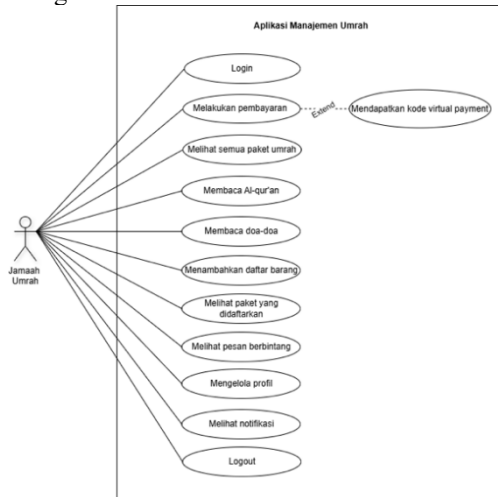 Aplikasi Manajemen Umrah
Login
Melakukan pembayaran
Extend
Mendapatkan kode virtual payment
Melihat semua paket umrah
Membaca Al-qur'an
Membaca doa-doa
Jamaah
Umrah
Menambahkan daftar barang
Melihat paket yang
didaftarkan
Melihat pesan berbintang
Mengelola profil
Melihat notifikasi
Logout